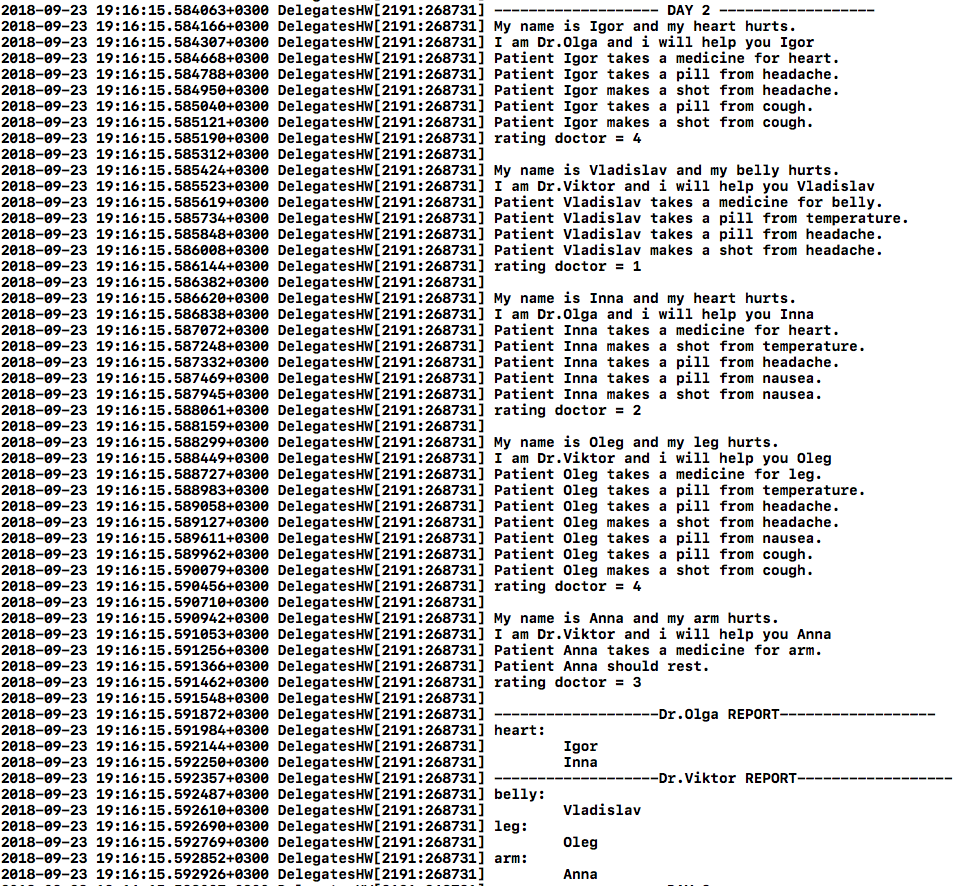 2018-09-23 19:16:15.584063+0300 DelegatesHW[2191:268731] ------------------- DAY 2 ------------------
2018-09-23 19:16:15.584166+0300 DelegatesHW[2191:268731] My name is Igor and my heart hurts.
2018-09-23 19:16:15.584307+0300 DelegatesHW[2191:268731] I am Dr.Olga and i will help you Igor
2018-09-23 19:16:15.584668+0300 DelegatesHW[2191:268731] Patient Igor takes a medicine for heart.
2018-09-23 19:16:15.584788+0300 DelegatesHW[2191:268731] Patient Igor takes a pill from headache.
2018-09-23 19:16:15.584950+0300 DelegatesHW[2191:268731] Patient Igor makes a shot from headache.
2018-09-23 19:16:15.585040+0300 DelegatesHW[2191:268731] Patient Igor takes a pill from cough.
2018-09-23 19:16:15.585121+0300 DelegatesHW[2191:268731] Patient Igor makes a shot from cough.
2018-09-23 19:16:15.585190+0300 DelegatesHW[2191:268731] rating doctor = 4
2018-09-23 19:16:15.585312+0300 DelegatesHW[2191:268731]
2018-09-23 19:16:15.585424+0300 DelegatesHW[2191:268731] My name is Vladislav and my belly hurts.
2018-09-23 19:16:15.585523+0300 DelegatesHW[2191:268731] I am Dr.Viktor and i will help you Vladislav
2018-09-23 19:16:15.585619+0300 DelegatesHW[2191:268731] Patient Vladislav takes a medicine for belly.
2018-09-23 19:16:15.585734+0300 DelegatesHW[2191:268731] Patient Vladislav takes a pill from temperature.
2018-09-23 19:16:15.585848+0300 DelegatesHW[2191:268731] Patient Vladislav takes a pill from headache.
2018-09-23 19:16:15.586008+0300 DelegatesHW[2191:268731] Patient Vladislav makes a shot from headache.
2018-09-23 19:16:15.586144+0300 DelegatesHW[2191:268731] rating doctor = 1
2018-09-23 19:16:15.586382+0300 DelegatesHW[2191:268731]
2018-09-23 19:16:15.586620+0300 DelegatesHW[2191:268731] My name is Inna and my heart hurts.
2018-09-23 19:16:15.586838+0300 DelegatesHW[2191:268731] I am Dr.Olga and i will help you Inna
2018-09-23 19:16:15.587072+0300 DelegatesHW[2191:268731] Patient Inna takes a medicine for heart.
2018-09-23 19:16:15.587248+0300 DelegatesHW[2191:268731] Patient Inna makes a shot from temperature.
2018-09-23 19:16:15.587332+0300 DelegatesHW[2191:268731] Patient Inna takes a pill from headache.
2018-09-23 19:16:15.587469+0300 DelegatesHW[2191:268731] Patient Inna takes a pill from nausea.
2018-09-23 19:16:15.587945+0300 DelegatesHW[2191:268731] Patient Inna makes a shot from nausea.
2018-09-23 19:16:15.588061+0300 DelegatesHW[2191:268731] rating doctor = 2
2018-09-23 19:16:15.588159+0300 DelegatesHW[2191:268731]
2018-09-23 19:16:15.588299+0300 DelegatesHW[2191:268731] My name is Oleg and my leg hurts.
2018-09-23 19:16:15.588449+0300 DelegatesHW[2191:268731] I am Dr.Viktor and i will help you Oleg
2018-09-23 19:16:15.588727+0300 DelegatesHW[2191:268731] Patient Oleg takes a medicine for leg.
2018-09-23 19:16:15.588983+0300 DelegatesHW[2191:268731] Patient Oleg takes a pill from temperature.
2018-09-23 19:16:15.589058+0300 DelegatesHW[2191:268731] Patient Oleg takes a pill from headache.
2018-09-23 19:16:15.589127+0300 DelegatesHW[2191:268731] Patient Oleg makes a shot from headache.
2018-09-23 19:16:15.589611+0300 DelegatesHW[2191:268731] Patient Oleg takes a pill from nausea.
2018-09-23 19:16:15.589962+0300 DelegatesHW[2191:268731] Patient Oleg takes a pill from cough.
2018-09-23 19:16:15.590079+0300 DelegatesHW[2191:268731] Patient Oleg makes a shot from cough.
2018-09-23 19:16:15.590456+0300 DelegatesHW[2191:268731] rating doctor = 4
2018-09-23 19:16:15.590710+0300 DelegatesHW[2191:268731]
2018-09-23 19:16:15.590942+0300 DelegatesHW[2191:268731] My name is Anna and my arm hurts.
2018-09-23 19:16:15.591053+0300 DelegatesHW[2191:268731] I am Dr.Viktor and i will help you Anna
2018-09-23 19:16:15.591256+0300 DelegatesHW[2191:268731] Patient Anna takes a medicine for arm.
2018-09-23 19:16:15.591366+0300 DelegatesHW[2191:268731] Patient Anna should rest.
2018-09-23 19:16:15.591462+0300 DelegatesHW[2191:268731] rating doctor = 3
2018-09-23 19:16:15.591548+0300 DelegatesHW[2191:268731]
2018-09-23 19:16:15.591872+0300 DelegatesHW[2191:268731] -------------------Dr.Olga REPORT------------------
2018-09-23 19:16:15.591984+0300 DelegatesHW[2191:268731] heart:
2018-09-23 19:16:15.592144+0300 DelegatesHW[2191:268731] Igor
2018-09-23 19:16:15.592250+0300 DelegatesHW[2191:268731] Inna
2018-09-23 19:16:15.592357+0300 DelegatesHW[2191:268731] -------------------Dr.Viktor REPORT------------------
2018-09-23 19:16:15.592487+0300 DelegatesHW[2191:268731] belly:
2018-09-23 19:16:15.592610+0300 DelegatesHW[2191:268731] Vladislav
2018-09-23 19:16:15.592690+0300 DelegatesHW[2191:268731] leg:
2018-09-23 19:16:15.592769+0300 DelegatesHW[2191:268731] Oleg
2018-09-23 19:16:15.592852+0300 DelegatesHW[2191:268731] arm:
2018-09-23 19:16:15.592926+0300 DelegatesHW[2191:268731] Anna